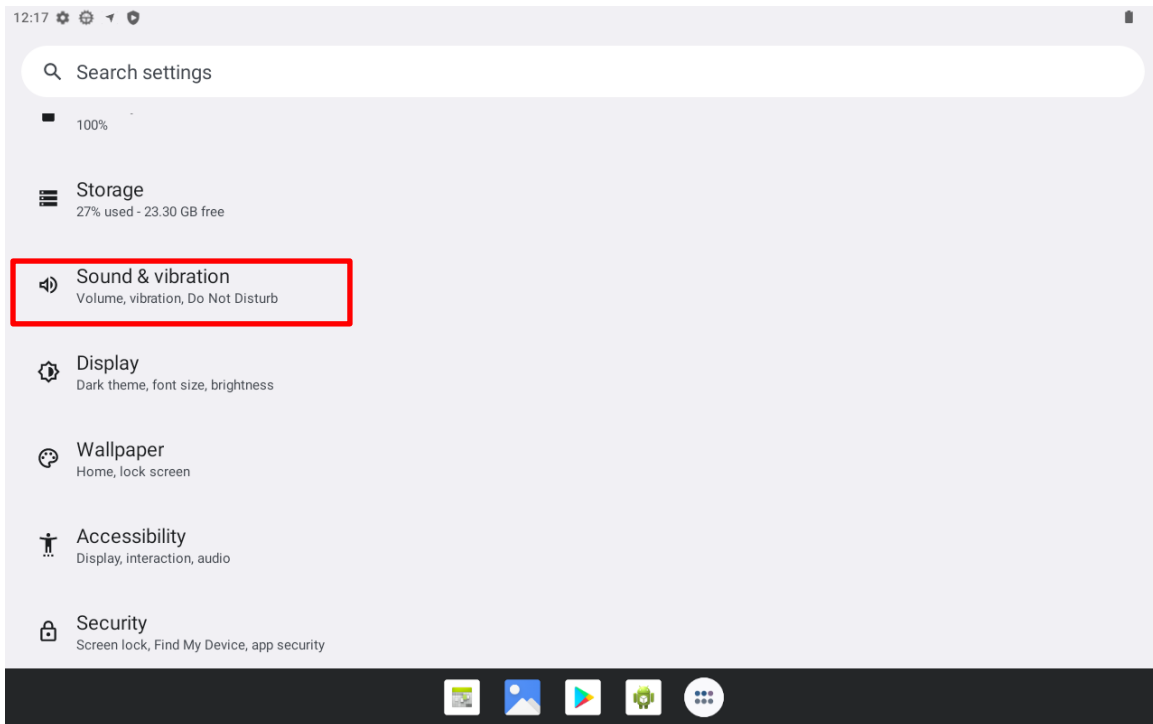 12:17
Search settings
100%
Storage
27% used - 23.30 GB free
Sound & vibration
Volume, vibration, Do Not Disturb
Display
Dark theme, font size, brightness
Wallpaper
Home, lock screen
Accessibility
Display, interaction, audio
Security
Screen lock, Find My Device, app security